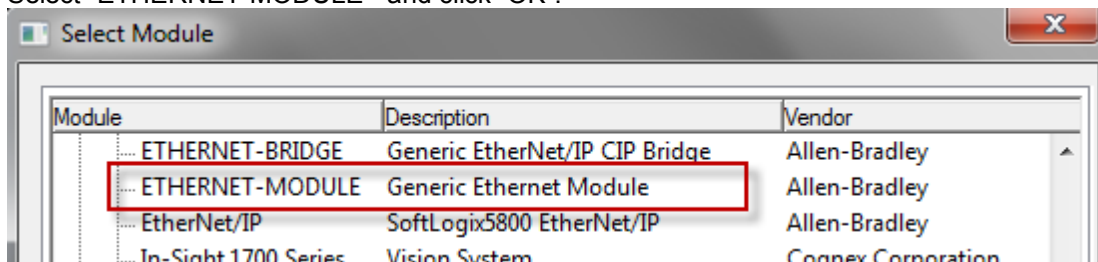 Select "ETHERNET-MODULE" and click "OK".
Select Module
Module Description Vendor
ETHERNET-BRIDGE Generic EtherNet/IP CIP Bridge Allen-Bradley
ETHERNET-MODULE Generic Ethernet Module Allen-Bradley
EtherNet/IP SoftLogix5800 EtherNet/IP Allen-Bradley
In-Sight 1700 Series Vision System Cognex Corporation